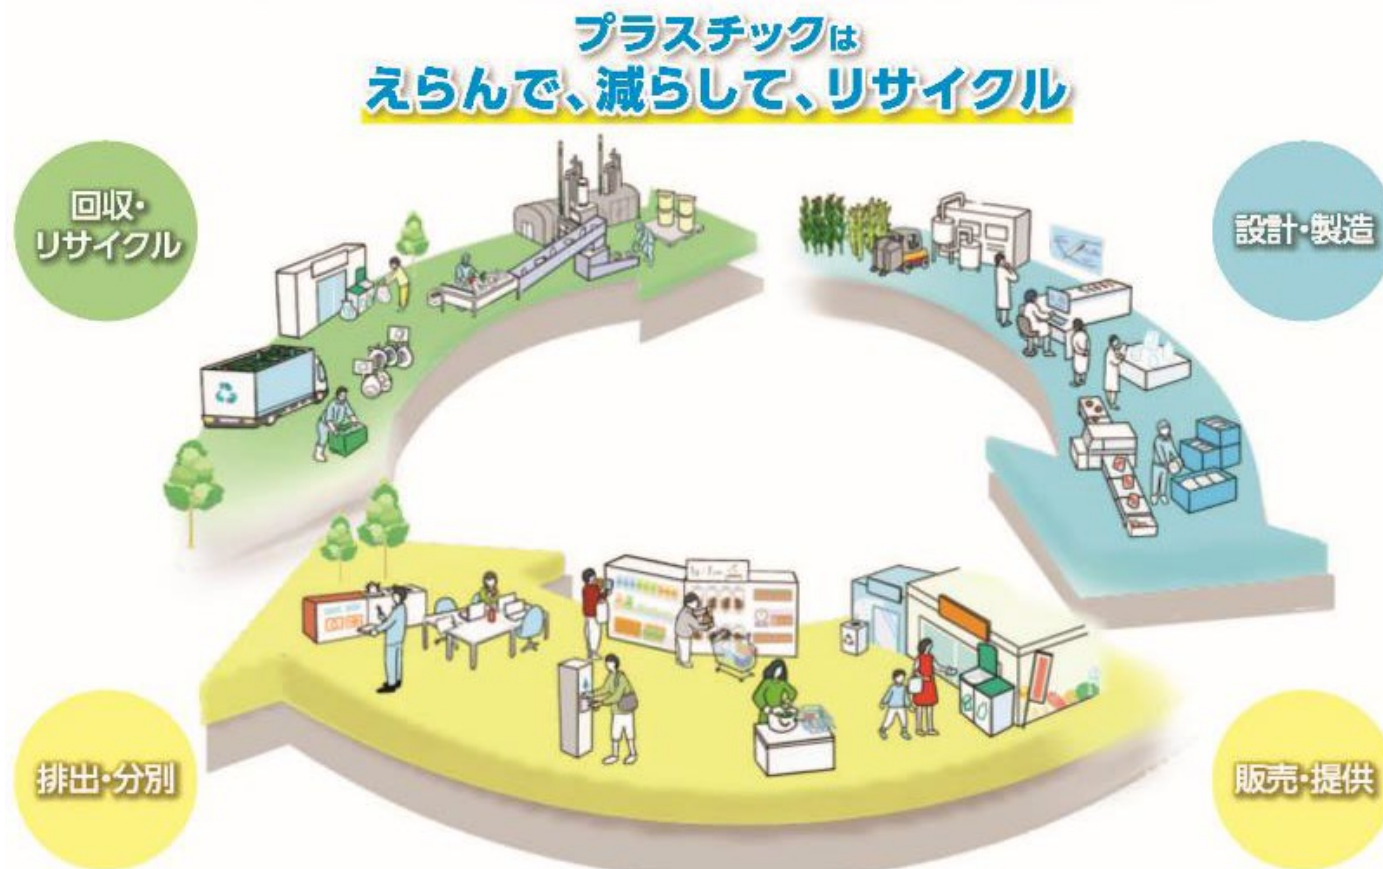 プラスチックは
えらんで、減らして、リサイクル
回収・
リサイクル
設計・製造
排出・分別
販売・提供